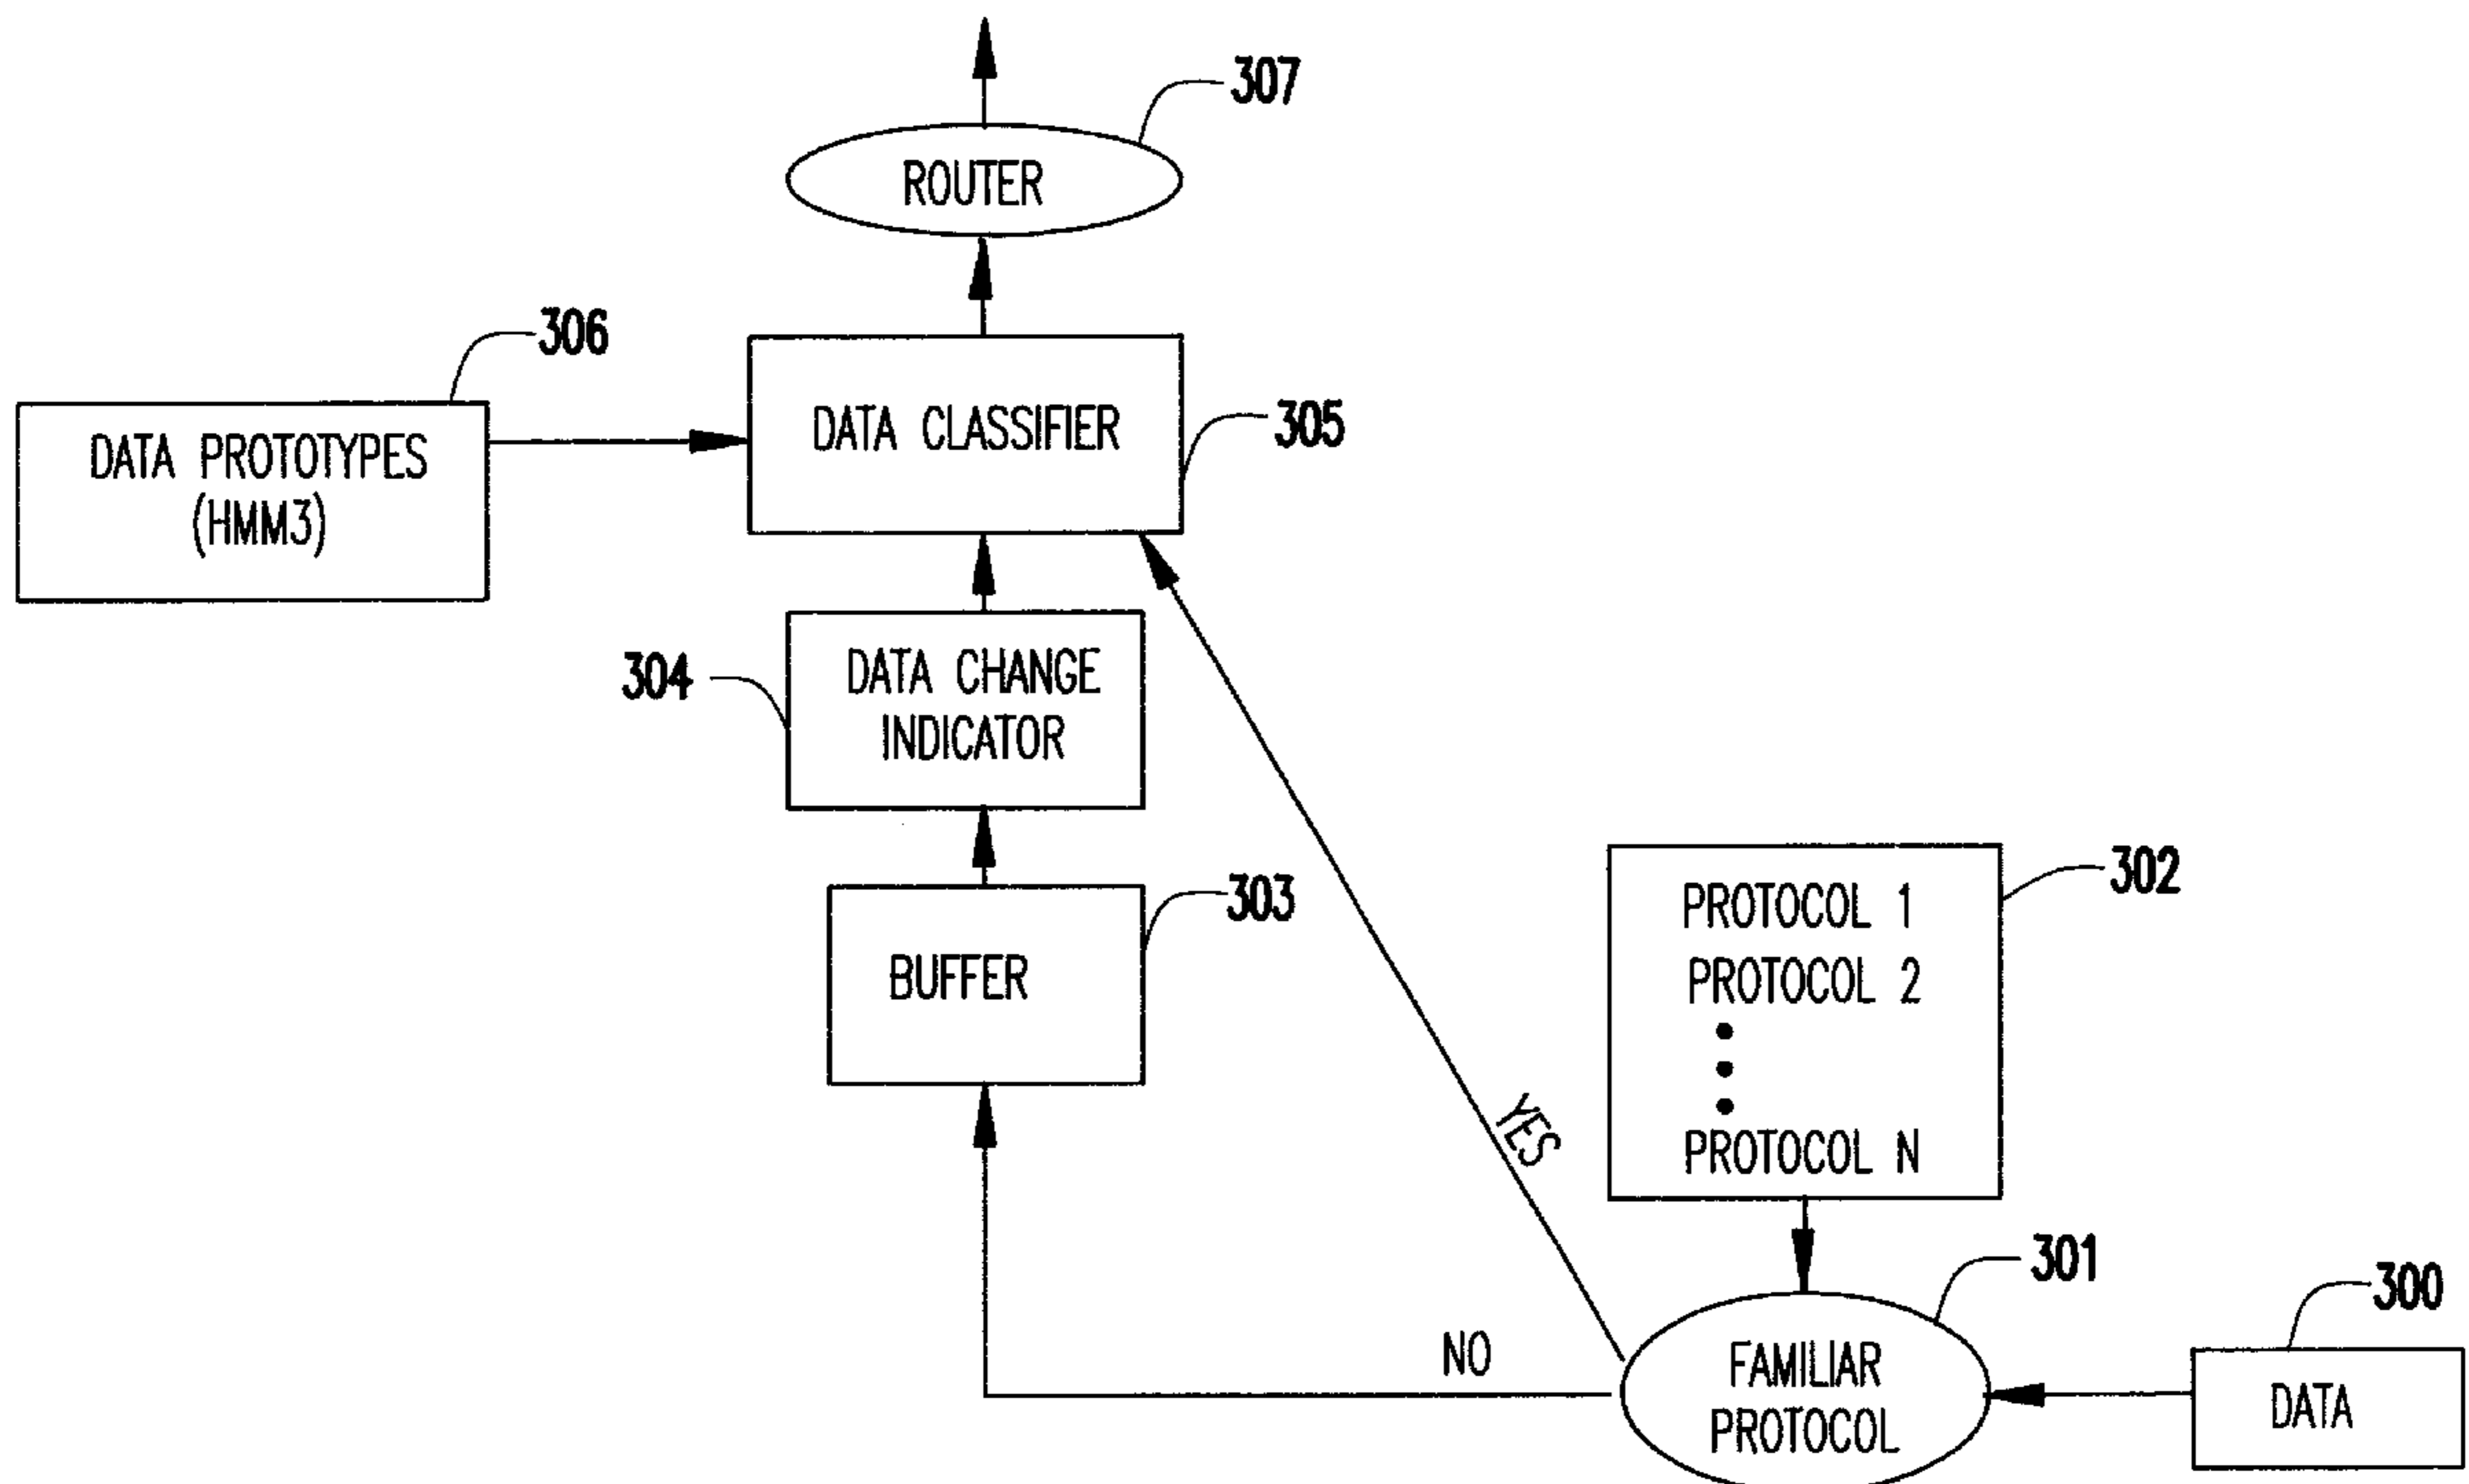 307
ROUTER
306
DATA PROTOTYPES
(HMM3)
DATA CLASSIFIER
305
304
DATA CHANGE
INDICATOR
303
BUFFER
302
PROTOCOL 1
PROTOCOL 2
PROTOCOL N
YES
NO
301
FAMILIAR
PROTOCOL
300
DATA